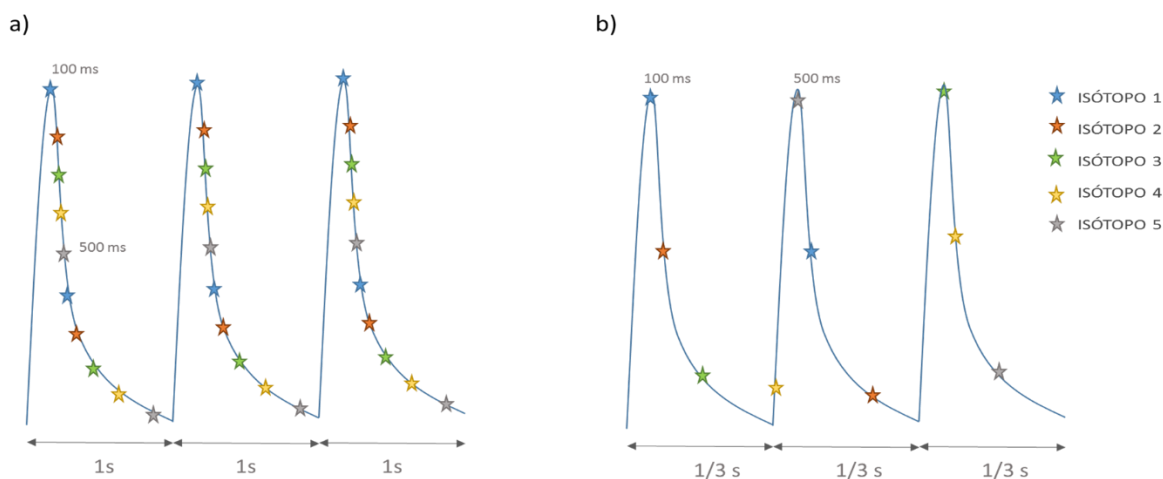 a)
b)
100 ms
500 ms
1s
1s
1s
100 ms
500 ms
1/3 s
1/3 s
1/3 s
ISÓTOPO 1
ISÓTOPO 2
ISÓTOPO 3
ISÓTOPO 4
ISÓTOPO 5